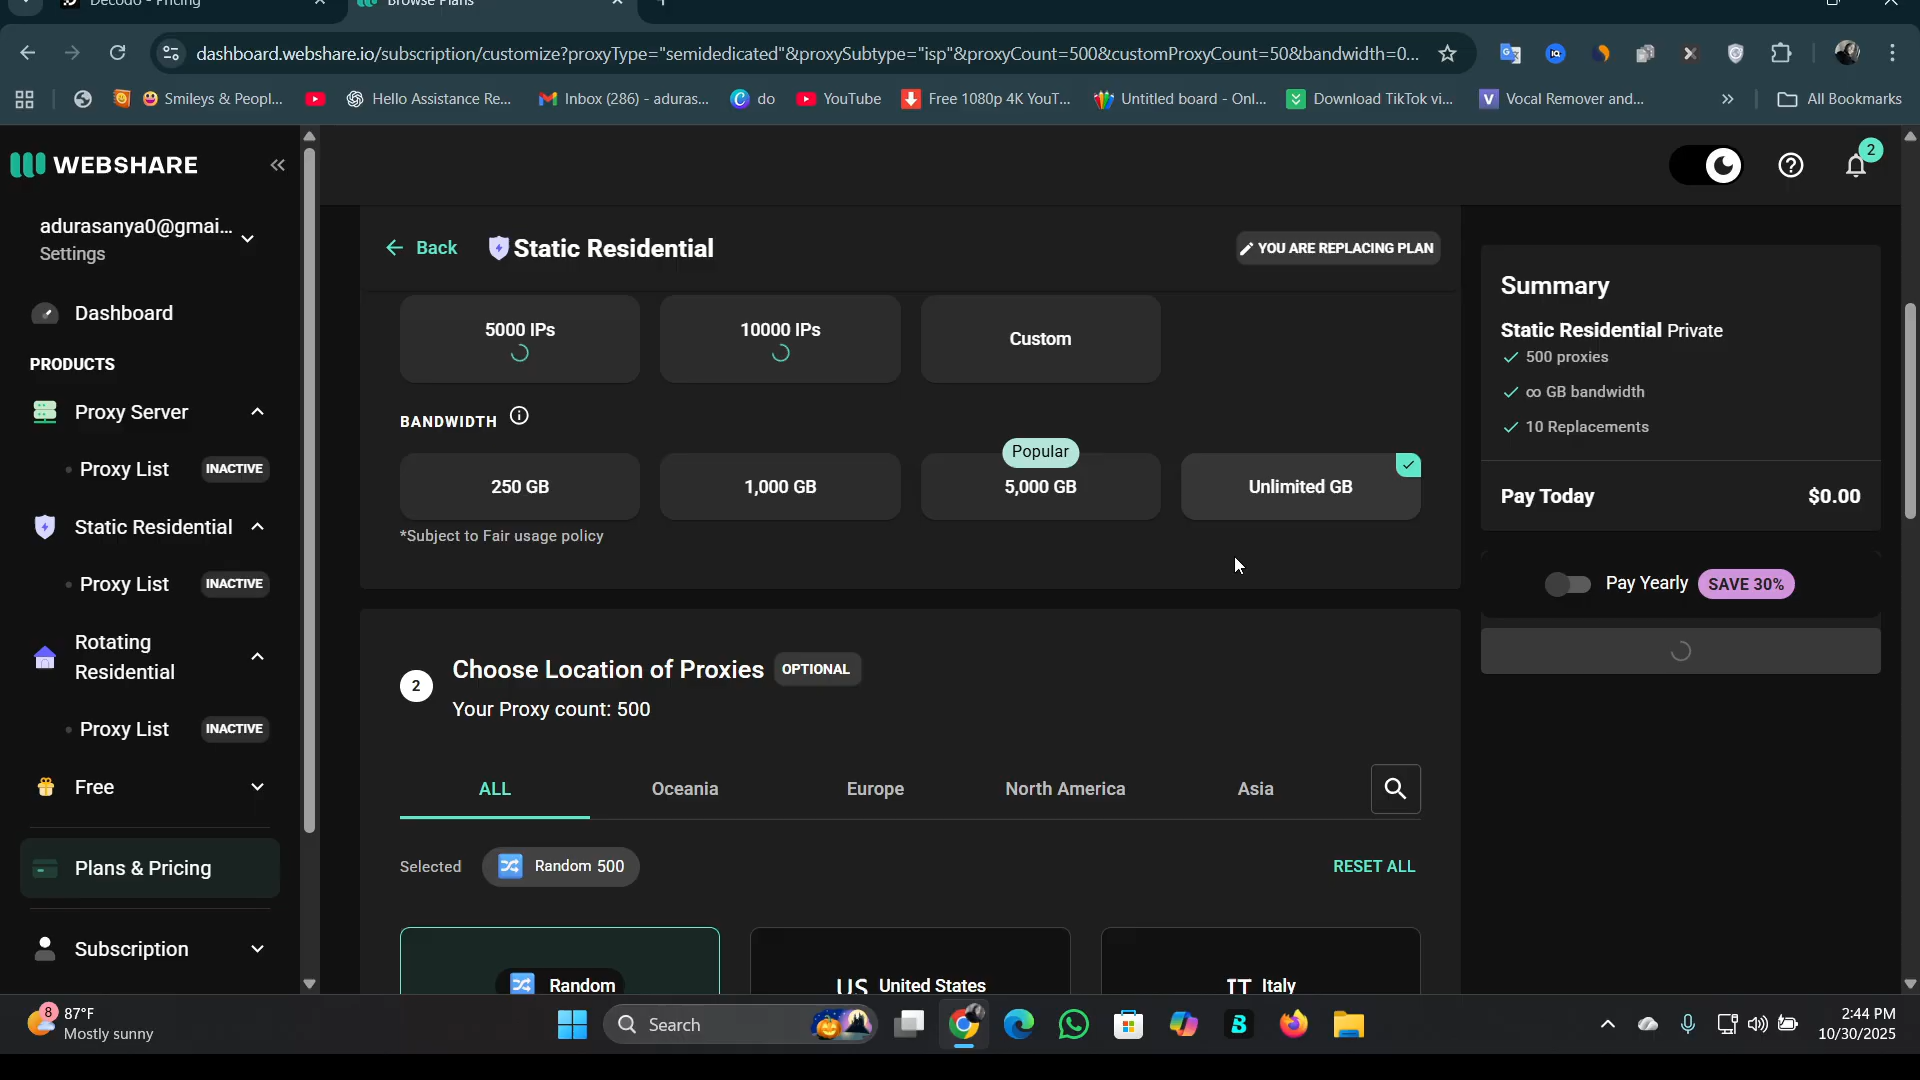 Decodo - Pricing
Browse Plans
dashboard.webshare.io/subscription/customize?proxyType="semidedicated"&proxySubtype="isp"&proxyCount=500&customProxyCount=50&bandwidth=0...
Smileys & Peopl...
Hello Assistance Re...
Inbox (286) - aduras...
do
YouTube
Free 1080p 4K YouT...
Untitled board - Onl...
Download TikTok vi...
Vocal Remover and...
All Bookmarks
WEBSHARE
2
adurasanya0@gmai...
Settings
Dashboard
PRODUCTS
Proxy Server
Proxy List INACTIVE
Static Residential
Proxy List INACTIVE
Rotating
Residential
Proxy List INACTIVE
Free
Plans & Pricing
Subscription
Back
Static Residential
YOU ARE REPLACING PLAN
5000 IPs
10000 IPs
Custom
BANDWIDTH
Popular
250 GB
1,000 GB
5,000 GB
Unlimited GB
*Subject to Fair usage policy
2
Choose Location of Proxies OPTIONAL
Your Proxy count: 500
ALL
Oceania
Europe
North America
Asia
Selected
Random 500
RESET ALL
Random
US United States
IT Italy
Summary
Static Residential Private
500 proxies
∞ GB bandwidth
10 Replacements
Pay Today $0.00
Pay Yearly SAVE 30%
8
87°F
Mostly sunny
Search
2:44 PM
10/30/2025